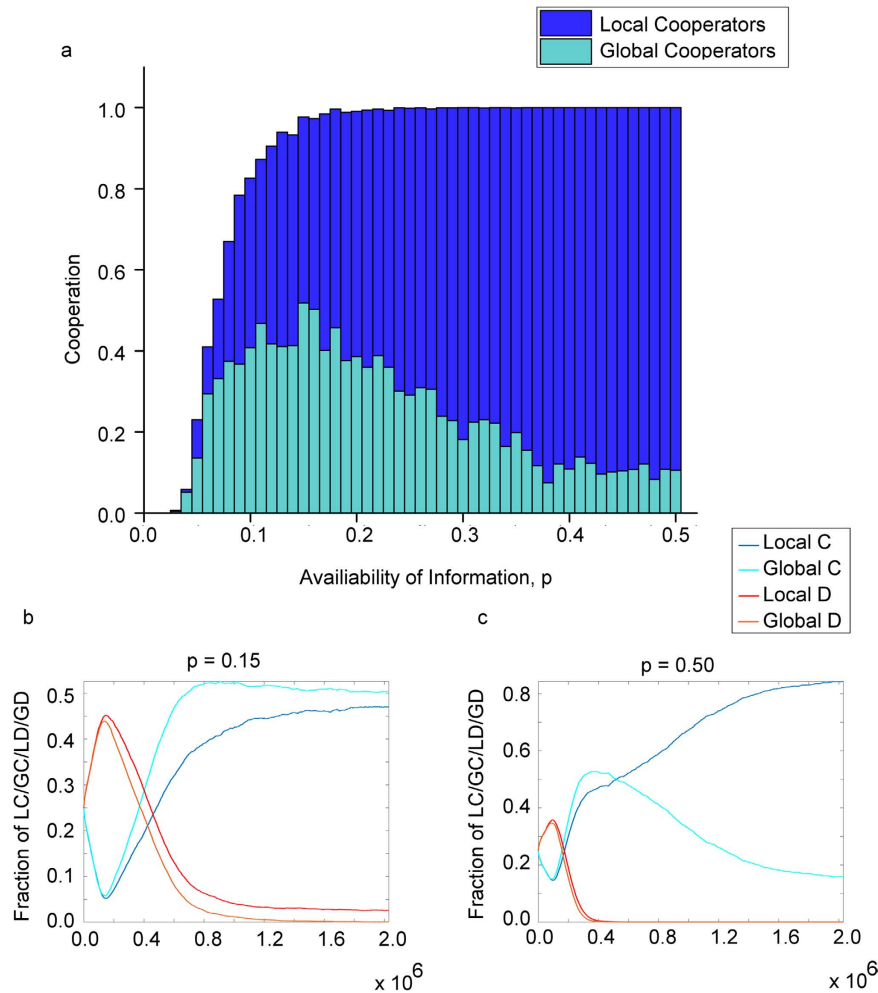 Local Cooperators
Global Cooperators
a
1.0
0.8
0.6
0.4
0.2
0.0
Cooperation
0.0 0.1 0.2 0.3 0.4 0.5
Availiability of Information, p
Local C
Global C
Local D
Global D
b
p = 0.15
0.5
0.4
0.3
0.2
0.1
0.0
Fraction of LC/GC/LD/GD
0.0 0.4 0.8 1.2 1.6 2.0
x 10^6
c
p = 0.50
0.8
0.6
0.4
0.2
0.0
Fraction of LC/GC/LD/GD
0.0 0.4 0.8 1.2 1.6 2.0
x 10^6